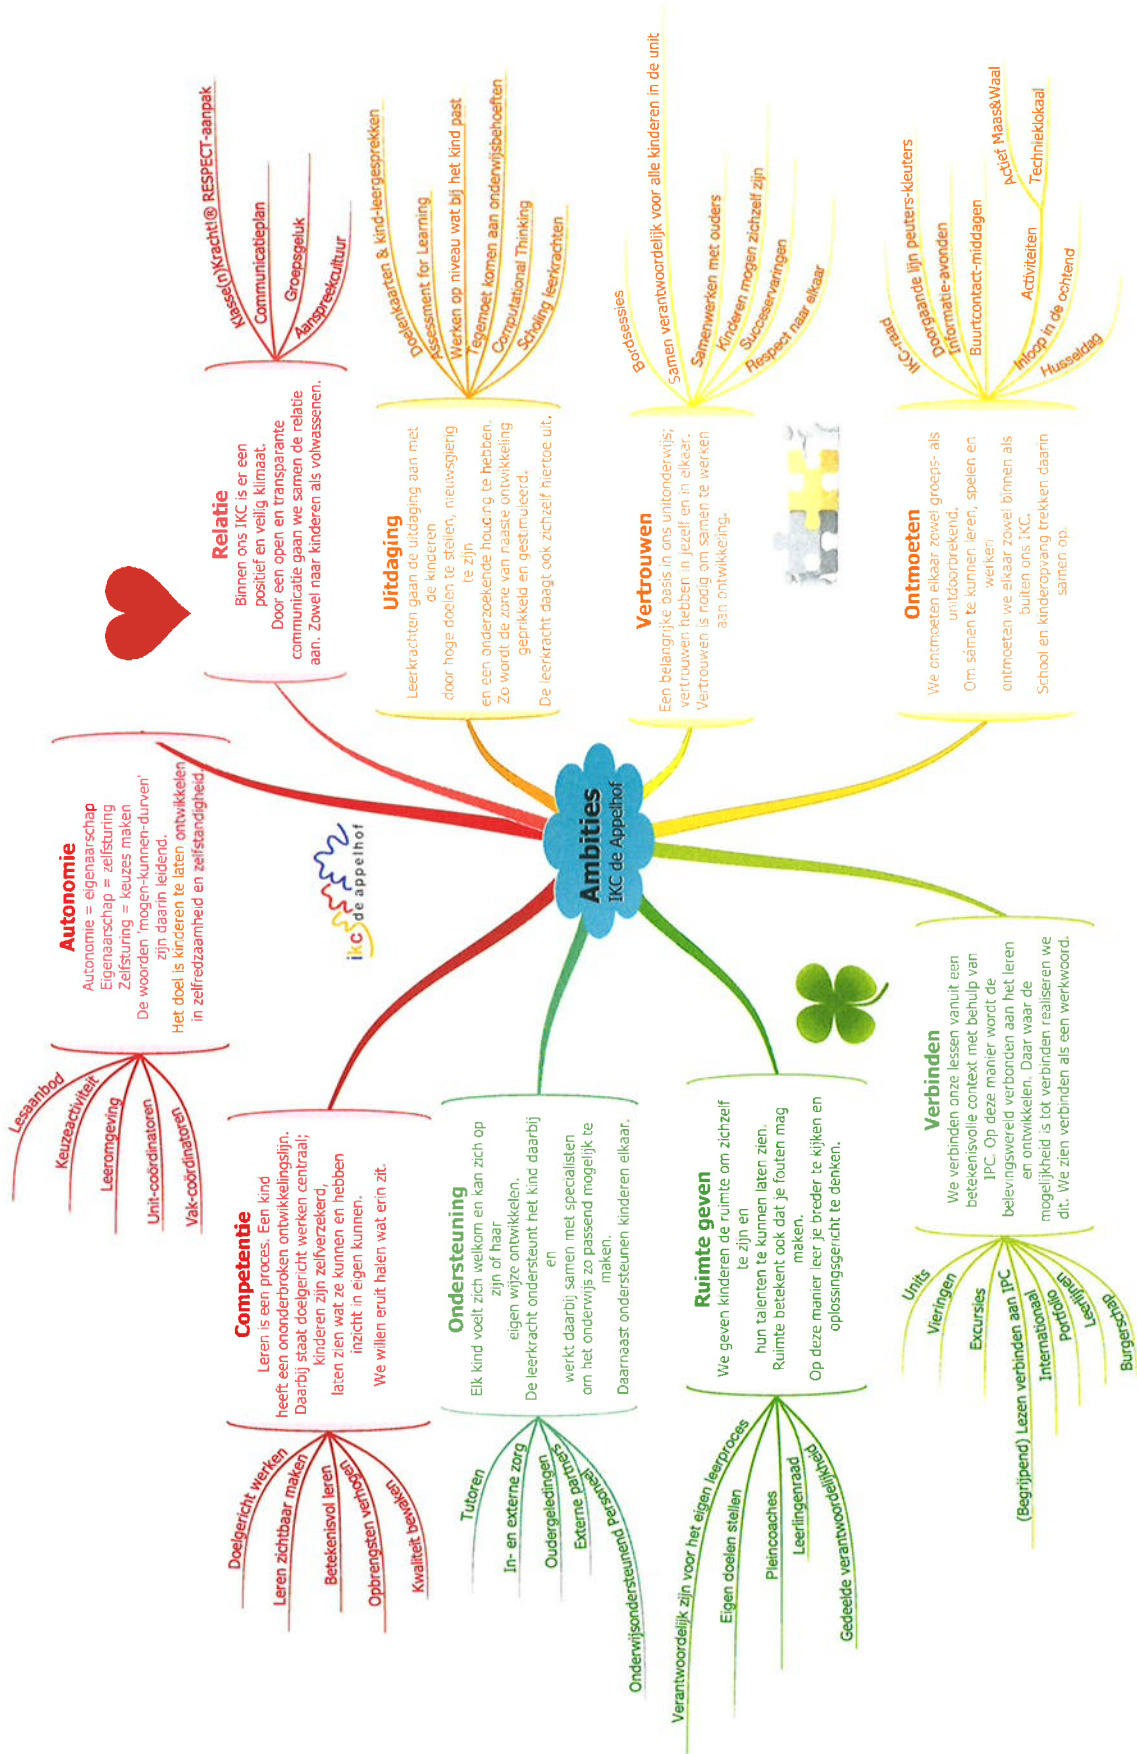 Ambities
IKC de Appelhof
ikc de appelhof
Relatie
Binnen ons IKC is er een
positief en veilig klimaat.
Door een open en transparante
communicatie gaan we samen de relatie
aan. Zowel naar kinderen als volwassenen.
Klasse(n)Kracht!® RESPECT-aanpak
Communicatieplan
Groepsgeluk
Aanspreekcultuur
Uitdaging
Leerkrachten gaan de uitdaging aan met
de kinderen
door hoge doelen te stellen, nieuwsgierig
te zijn
en een onderzoekende houding te hebben.
Zo wordt de zone van naaste ontwikkeling
geprikkeld en gestimuleerd.
De leerkracht daagt ook zichzelf hiertoe uit.
Doelenkaarten & kind-leergesprekken
Assessment for Learning
Werken op niveau wat bij het kind past
Tegemoet komen aan onderwijsbehoeften
Computational Thinking
Scholing leerkrachten
Vertrouwen
Een belangrijke basis in ons unitonderwijs;
vertrouwen hebben in jezelf en in elkaar.
Vertrouwen is nodig om samen te werken
aan ontwikkeling.
Bordsessies
Samen verantwoordelijk voor alle kinderen in de unit
Samenwerken met ouders
Kinderen mogen zichzelf zijn
Succeservaringen
Respect naar elkaar
Ontmoeten
We ontmoeten elkaar zowel groeps- als
unitdoorbrekend.
Om sámen te kunnen leren, spelen en
werken
ontmoeten we elkaar zowel binnen als
buiten ons IKC.
School en kinderopvang trekken daarin
samen op.
IKC-raad
Doorgaande lijn peuters-kleuters
Informatie-avonden
Buurtcontact-middagen
Activiteiten
Actief Maas&Waal
Technieklokaal
Inloop in de ochtend
Husseldag
Autonomie
Autonomie = eigenaarschap
Eigenaarschap = zelfsturing
Zelfsturing = keuzes maken
De woorden 'mogen-kunnen-durven'
zijn daarin leidend.
Het doel is kinderen te laten ontwikkelen
in zelfredzaamheid en zelfstandigheid.
Lesaanbod
Keuzeactiviteit
Leeromgeving
Unit-coördinatoren
Vak-coördinatoren
Competentie
Leren is een proces. Een kind
heeft een ononderbroken ontwikkelingslijn.
Daarbij staat doelgericht werken centraal;
kinderen zijn zelfverzekerd,
laten zien wat ze kunnen en hebben
inzicht in eigen kunnen.
We willen eruit halen wat erin zit.
Doelgericht werken
Leren zichtbaar maken
Betekenisvol leren
Opbrengsten verhogen
Kwaliteit bewaken
Ondersteuning
Elk kind voelt zich welkom en kan zich op
zijn of haar
eigen wijze ontwikkelen.
De leerkracht ondersteunt het kind daarbij
en
werkt daarbij samen met specialisten
om het onderwijs zo passend mogelijk te
maken.
Daarnaast ondersteunen kinderen elkaar.
Tutoren
In- en externe zorg
Oudergeledingen
Externe partners
Onderwijsondersteunend Personeel
Ruimte geven
We geven kinderen de ruimte om zichzelf
te zijn en
hun talenten te kunnen laten zien.
Ruimte betekent ook dat je fouten mag
maken.
Op deze manier leer je breder te kijken en
oplossingsgericht te denken.
Verantwoordelijk zijn voor het eigen leerproces
Eigen doelen stellen
Pleincoaches
Leerlingenraad
Gedeelde verantwoordelijkheid
Verbinden
We verbinden onze lessen vanuit een
betekenisvolle context met behulp van
IPC. Op deze manier wordt de
belevingswereld verbonden aan het leren
en ontwikkelen. Daar waar de
mogelijkheid is tot verbinden realiseren we
dit. We zien verbinden als een werkwoord.
Units
Vieringen
Excursies
(Begrijpend) Lezen verbinden aan IPC
Internationaal
Portfolio
Leerlijnen
Burgerschap